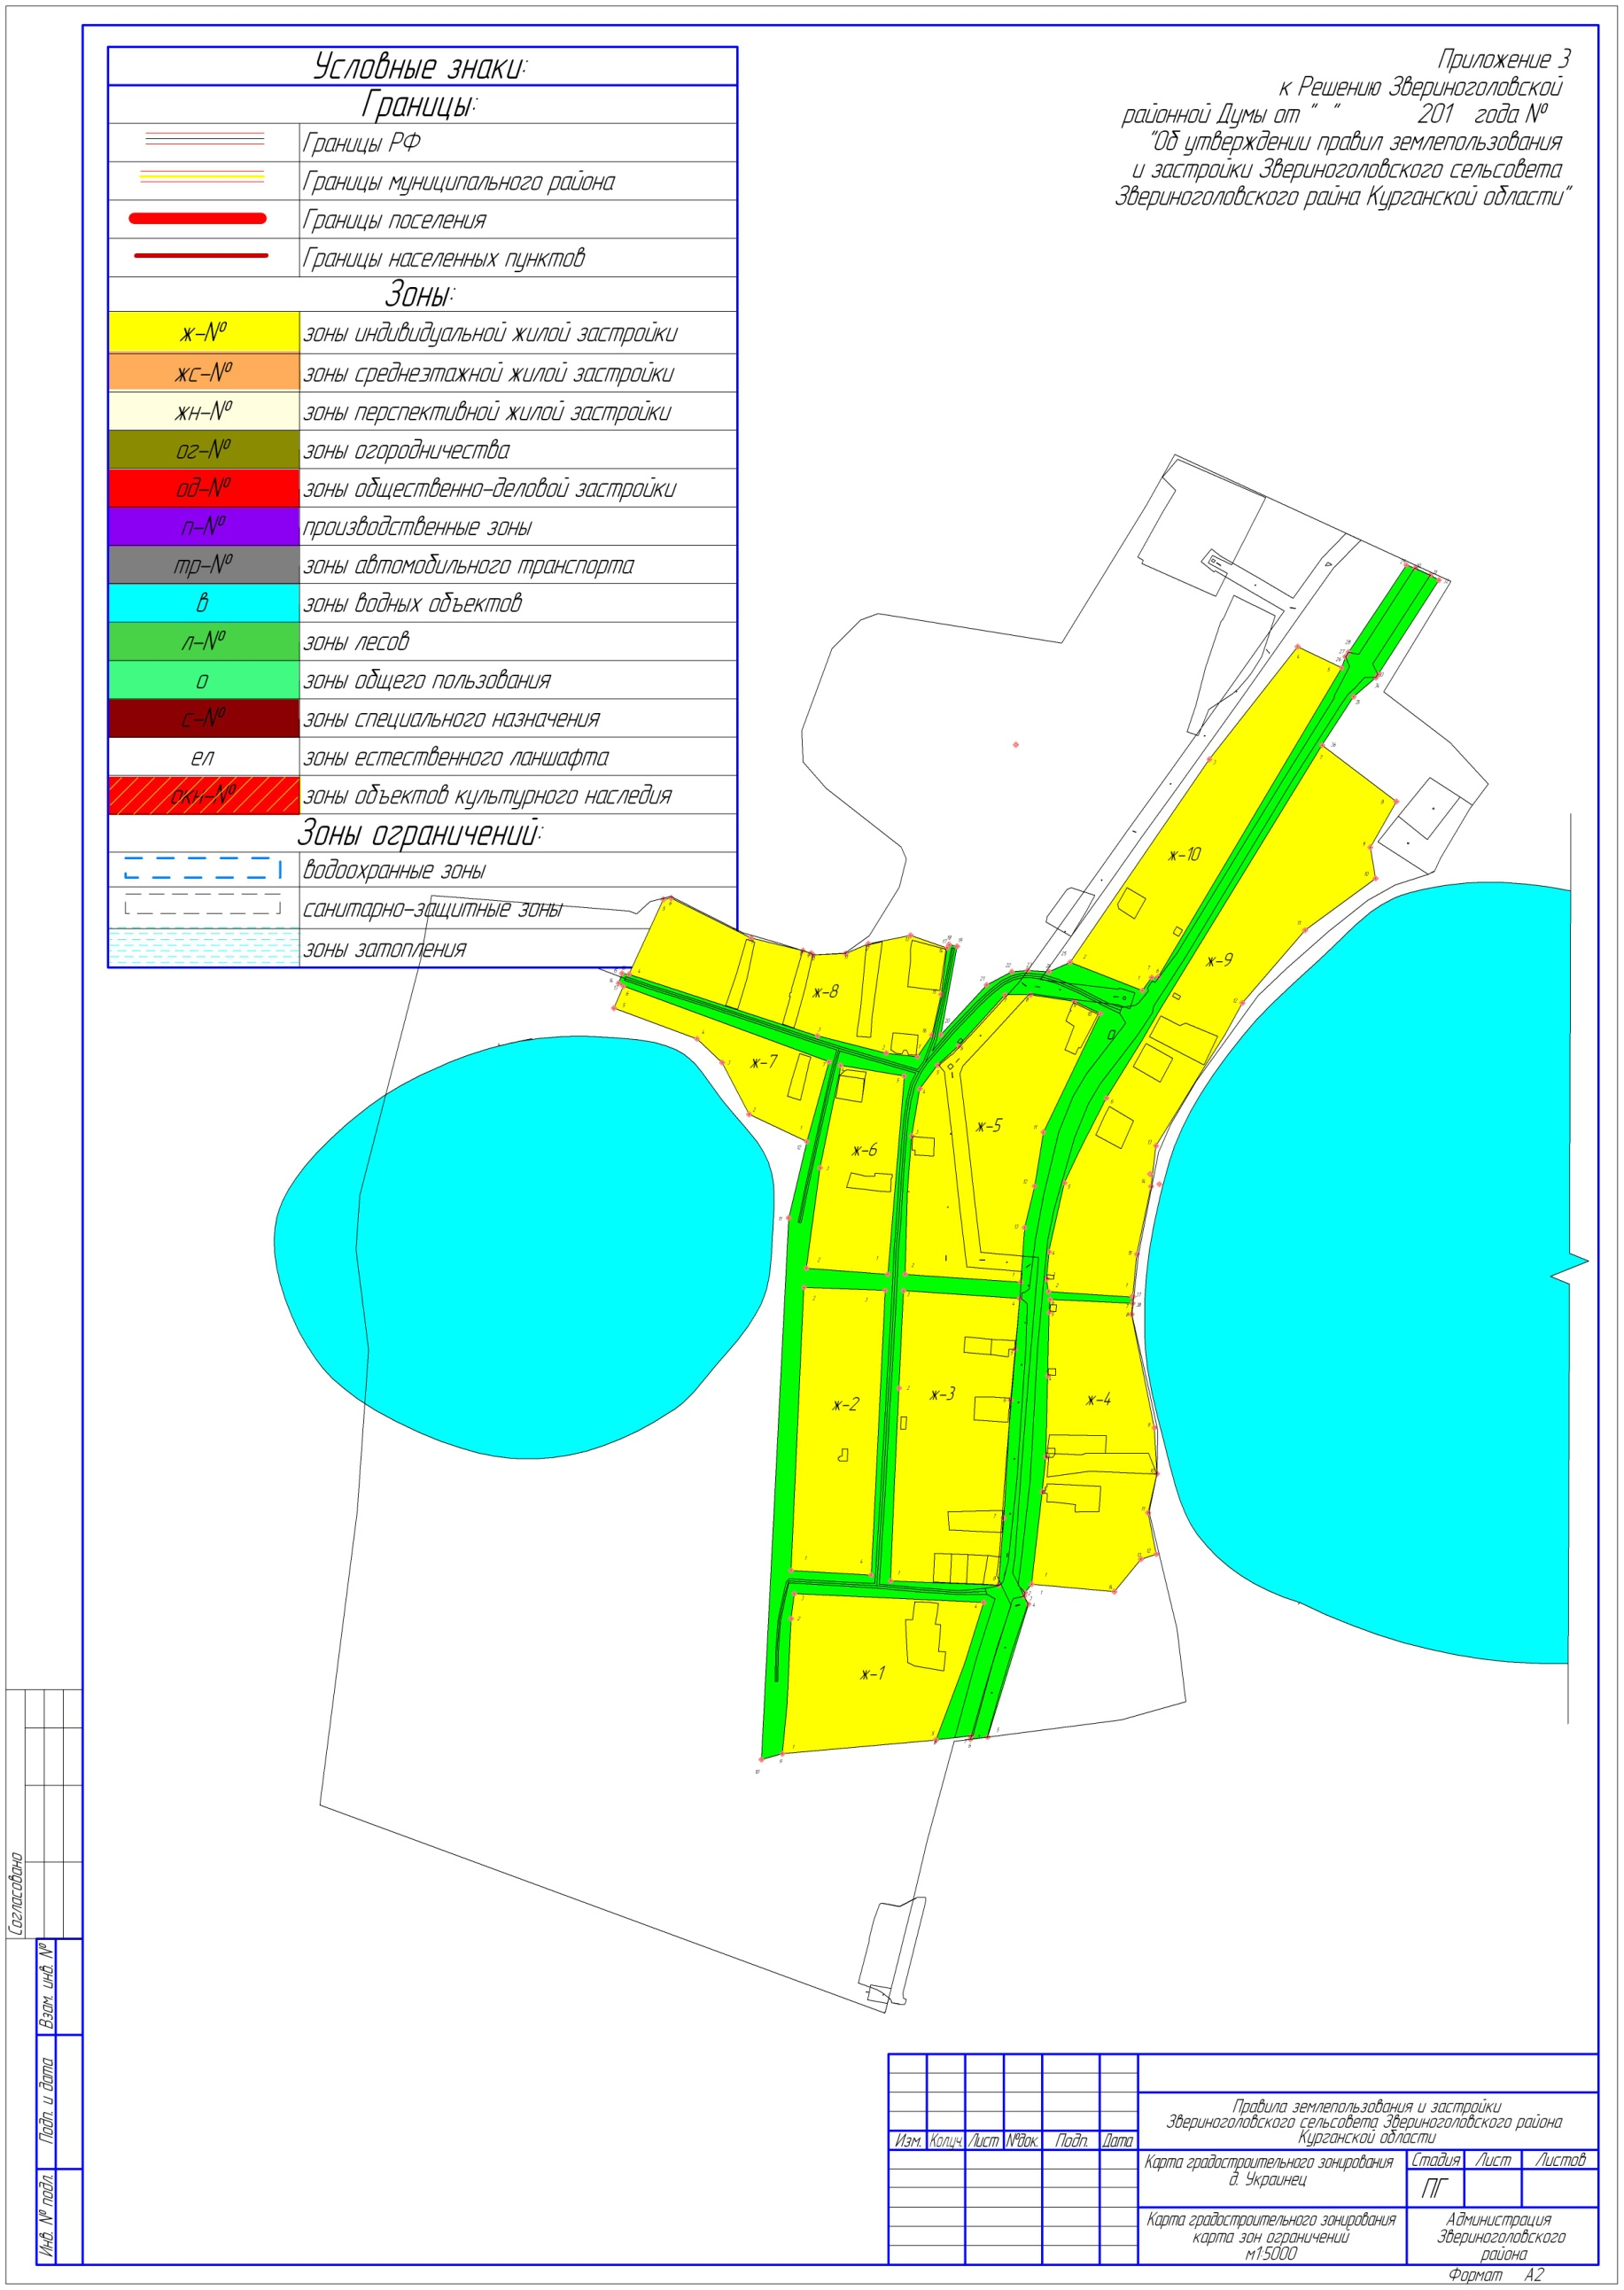 Приложение 3
к Решению Звериноголовской
районной Думы от " " 201 года №
"Об утверждении правил землепользования
и застройки Звериноголовского сельсовета
Звериноголовского райна Курганской области"
Условные знаки:
Границы:
Границы РФ
Границы муниципального района
Границы поселения
Границы населенных пунктов
Зоны:
ж-№ зоны индивидуальной жилой застройки
жс-№ зоны среднеэтажной жилой застройки
жн-№ зоны перспективной жилой застройки
ог-№ зоны огородничества
од-№ зоны общественно-деловой застройки
п-№ производственные зоны
тр-№ зоны автомобильного транспорта
в зоны водных объектов
л-№ зоны лесов
о зоны общего пользования
с-№ зоны специального назначения
ел зоны естественного ланшафта
окн-№ зоны объектов культурного наследия
Зоны ограничений:
водоохранные зоны
санитарно-защитные зоны
зоны затопления
ж-10
ж-9
ж-8
ж-7
ж-5
ж-6
ж-3
ж-4
ж-2
ж-1
Согласовано
Взам. инв. №
Подп. и дата
Инв. № подл.
Правила землепользования и застройки
Звериноголовского сельсовета Звериноголовского района
Курганской области
Изм. Кол.уч. Лист №док. Подп. Дата
Карта градостроительного зонирования
д. Украинец
Стадия Лист Листов
ПГ
Карта градостроительного зонирования
карта зон ограничений
м1:5000
Администрация
Звериноголовского
района
Формат А2